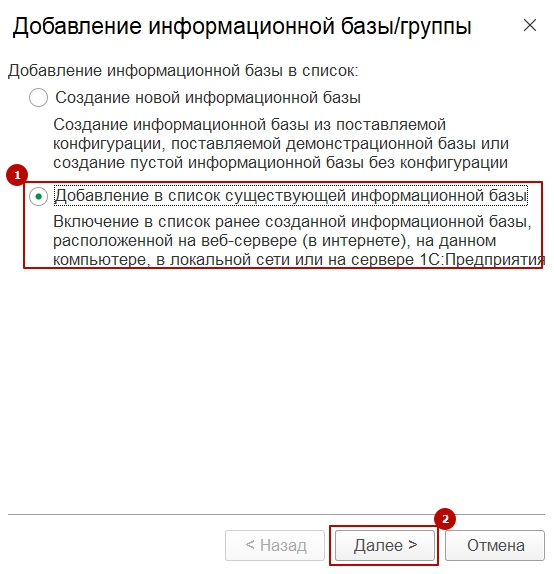 Добавление информационной базы/группы
Добавление информационной базы в список:
Создание новой информационной базы
Создание информационной базы из поставляемой
конфигурации, поставляемой демонстрационной базы или
создание пустой информационной базы без конфигурации
1
Добавление в список существующей информационной базы
Включение в список ранее созданной информационной базы,
расположенной на веб-сервере (в интернете), на данном
компьютере, в локальной сети или на сервере 1С:Предприятия
2
< Назад Далее > Отмена